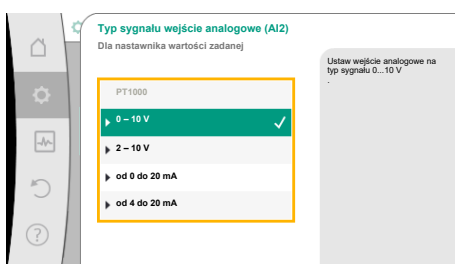 Typ sygnału wejście analogowe (AI2)
Dla nastawnika wartości zadanej
Ustaw wejście analogowe na
typ sygnału 0...10 V
.
PT1000
0 – 10 V
2 – 10 V
od 0 do 20 mA
od 4 do 20 mA
?